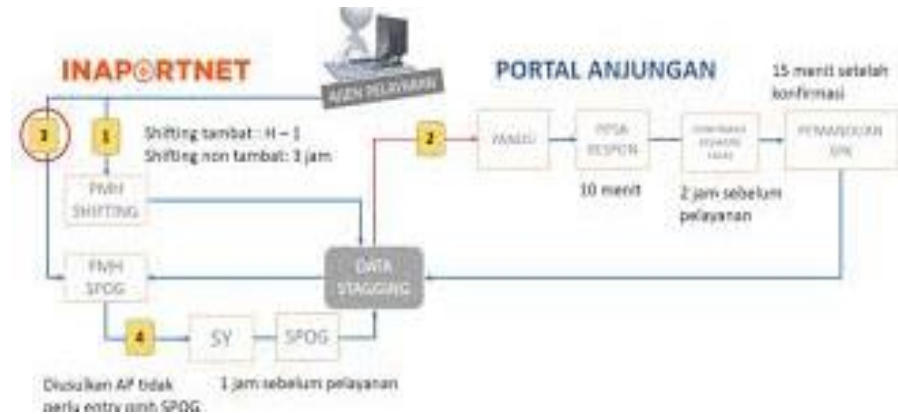 INAPORTNET
AGEN PELAYARAN
PORTAL ANJUNGAN
15 menit setelah
konfirmasi
3
1
Shifting tambat : H – 1
Shifting non tambat: 3 jam
2
PANDU
RESPON
PEMANDUAN
10 menit
2 jam sebelum
pelayanan
PMH
SHIFTING
PMH
SPOG
DATA
STAGGING
4
SY
SPOG
Diusulkan AP tidak
perlu entry pmh SPOG
1 jam sebelum pelayanan